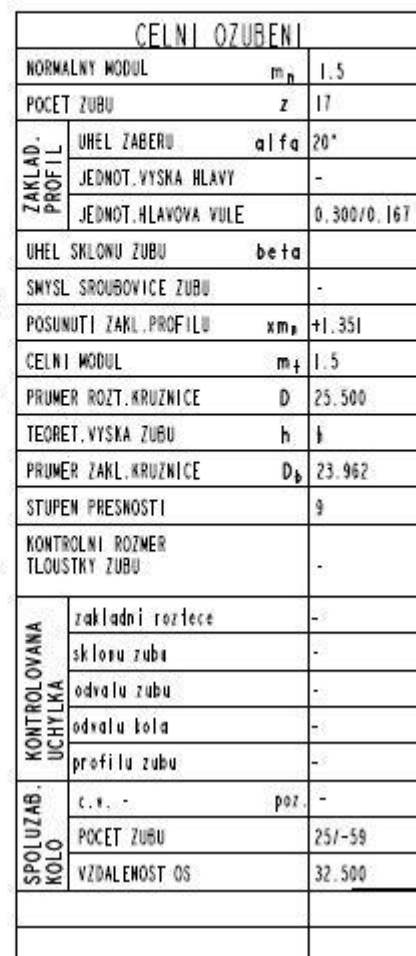 CELNI OZUBENI
NORMALNY MODUL mn 1.5
POCET ZUBU z 17
ZAKLAD. PROFIL
UHEL ZABERU alfa 20°
JEDNOT.VYSKA HLAVY -
JEDNOT.HLAVOVA VULE 0.300/0.167
UHEL SKLONU ZUBU beta
SMYSL SROUBOVICE ZUBU -
POSUNUTI ZAKL.PROFILU xmn +1.351
CELNI MODUL mt 1.5
PRUMER ROZT.KRUZNICE D 25.500
TEORET.VYSKA ZUBU h
PRUMER ZAKL.KRUZNICE Db 23.962
STUPEN PRESNOSTI 9
KONTROLNI ROZMER
TLOUSTKY ZUBU -
KONTROLOVANA UCHYLKA
zakladni roztece -
sklonu zubu -
odvalu zubu -
odvalu kola -
profilu zubu -
SPOLUZAB. KOLO
c.v. - poz. -
POCET ZUBU 25/-59
VZDALENOST OS 32.500